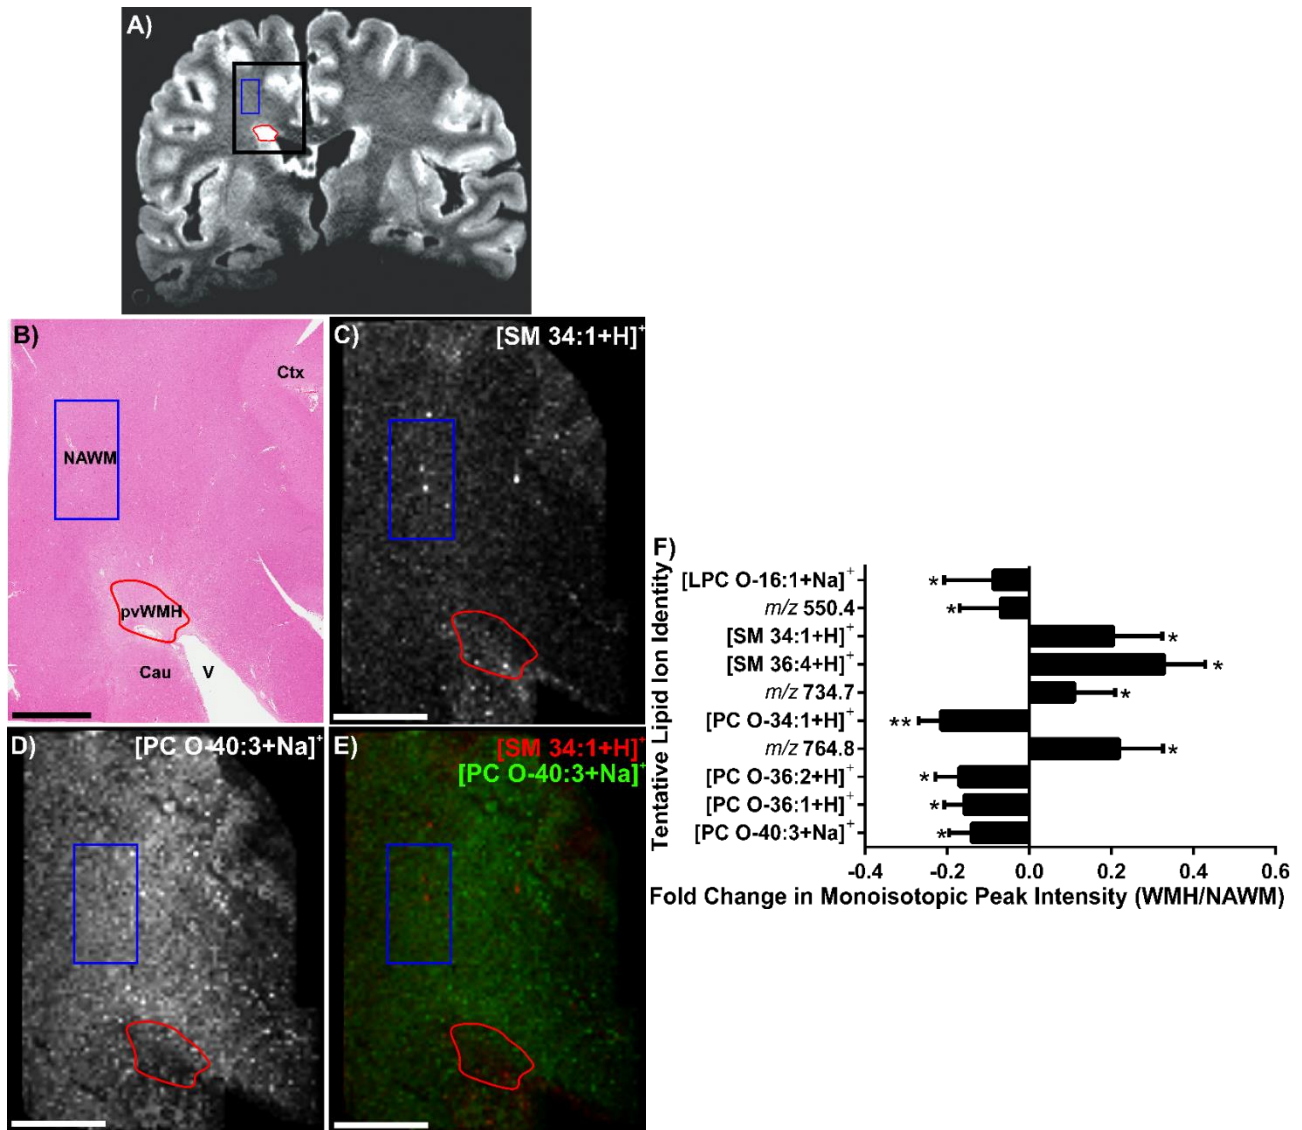 A)
B)
Ctx
NAWM
pvWMH
Cau
V
C)
[SM 34:1+H]⁺
D)
[PC O-40:3+Na]⁺
E)
[SM 34:1+H]⁺
[PC O-40:3+Na]⁺
F)
Tentative Lipid Ion Identity
[LPC O-16:1+Na]⁺
m/z 550.4
[SM 34:1+H]⁺
[SM 36:4+H]⁺
m/z 734.7
[PC O-34:1+H]⁺
m/z 764.8
[PC O-36:2+H]⁺
[PC O-36:1+H]⁺
[PC O-40:3+Na]⁺
*
*
*
*
*
**
*
*
*
*
-0.4 -0.2 0.0 0.2 0.4 0.6
Fold Change in Monoisotopic Peak Intensity (WMH/NAWM)